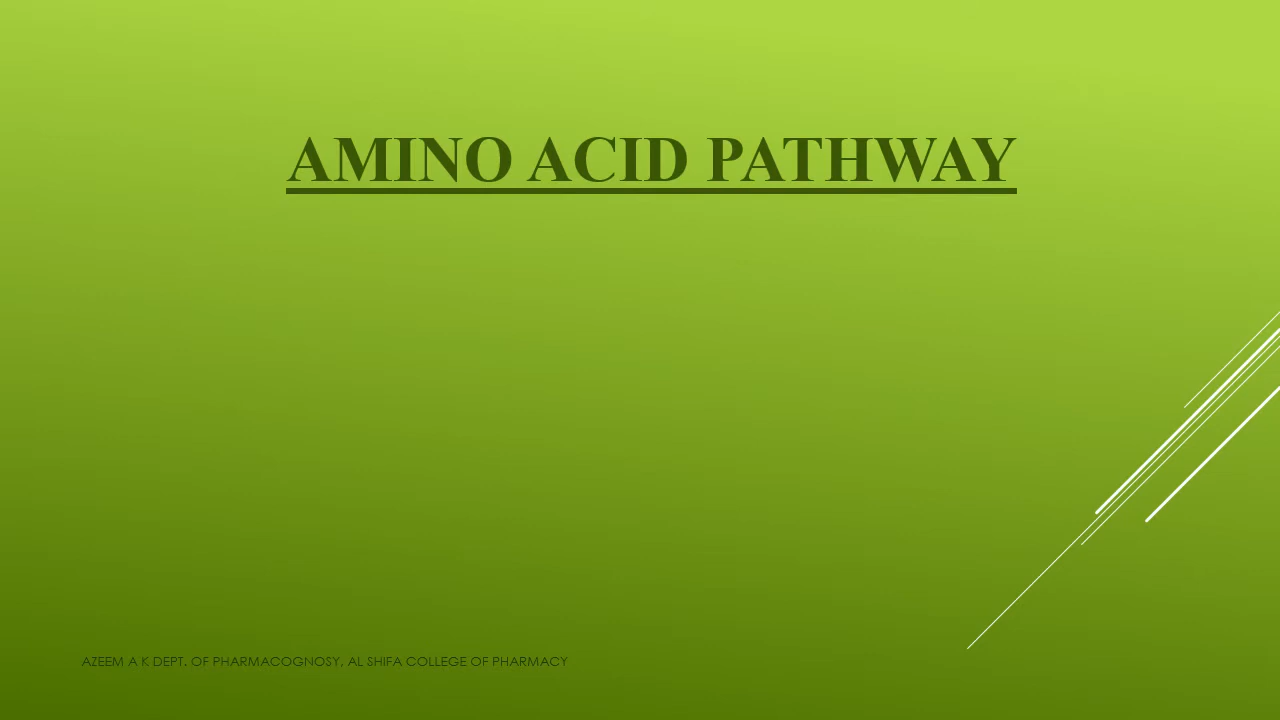 AMINO ACID PATHWAY
AZEEM A K DEPT. OF PHARMACOGNOSY, AL SHIFA COLLEGE OF PHARMACY